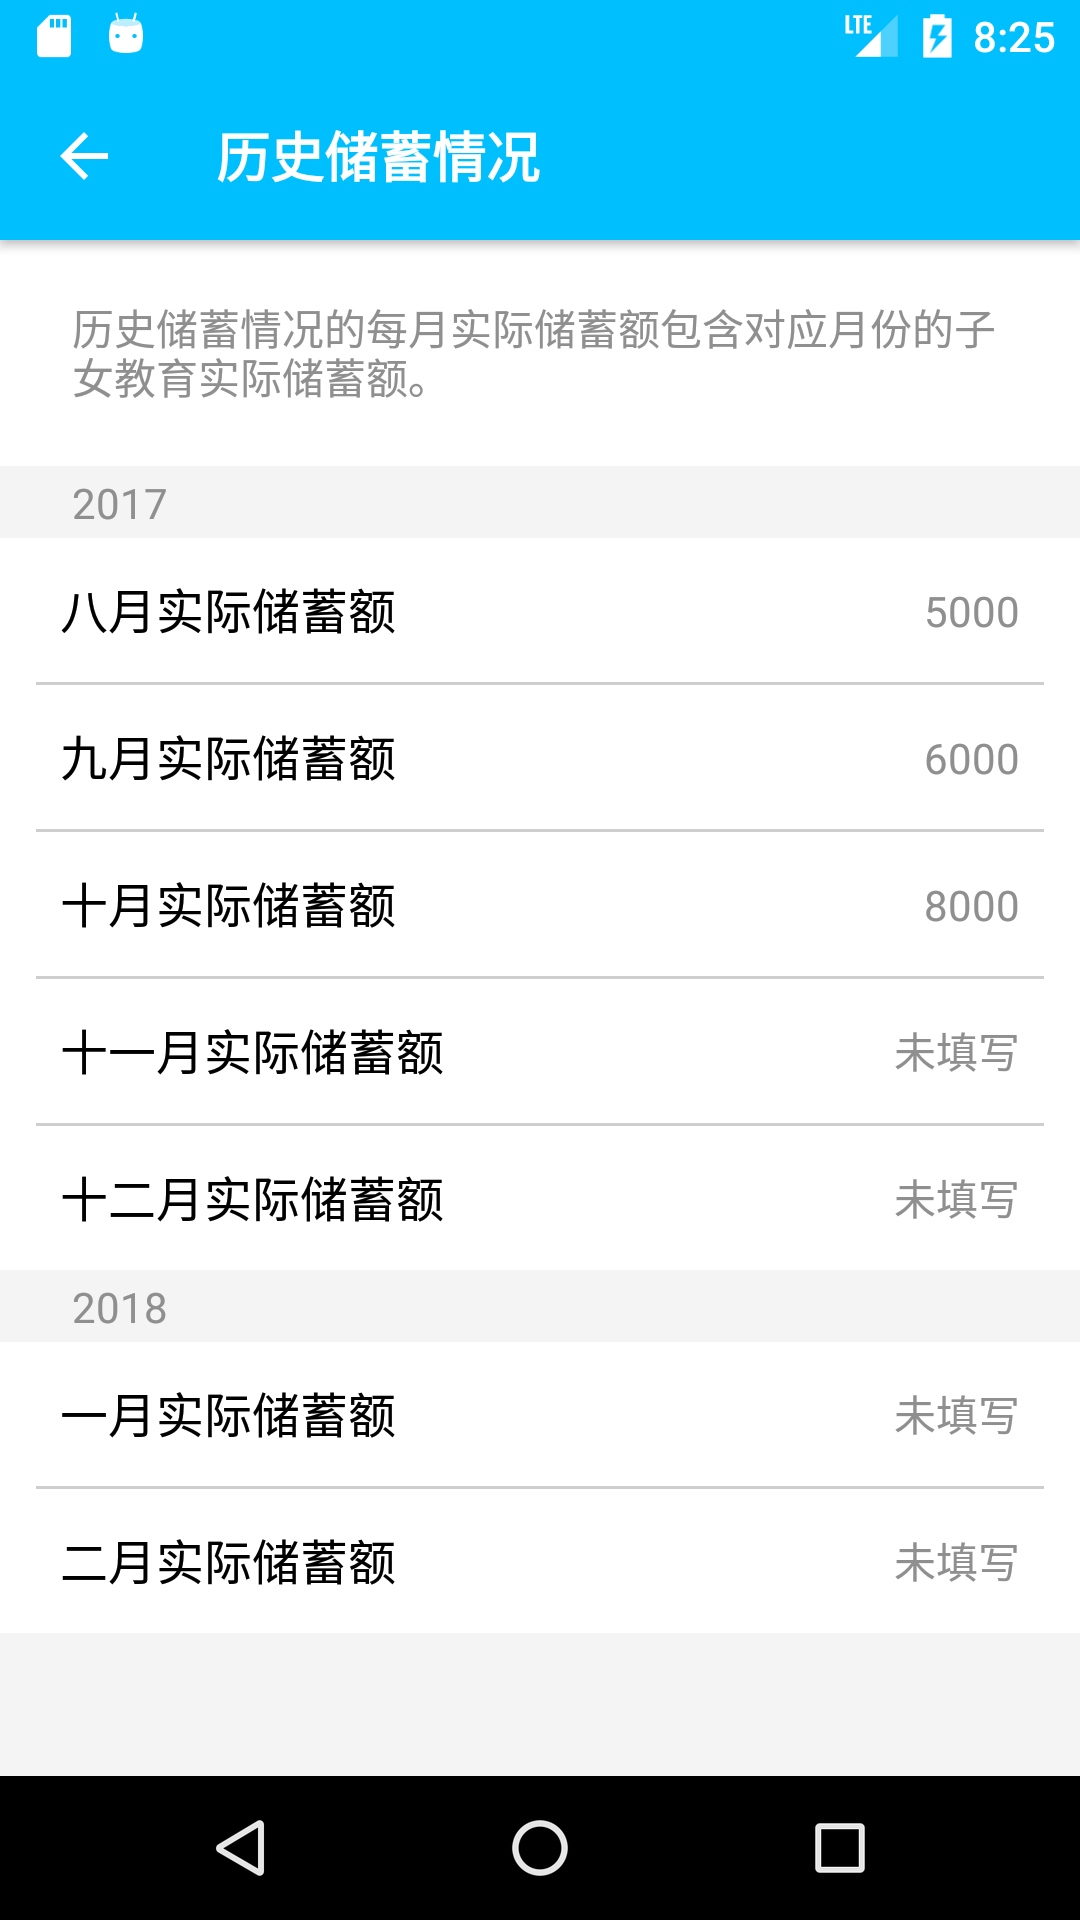 LTE 8:25
历史储蓄情况
历史储蓄情况的每月实际储蓄额包含对应月份的子
女教育实际储蓄额。
2017
八月实际储蓄额 5000
九月实际储蓄额 6000
十月实际储蓄额 8000
十一月实际储蓄额 未填写
十二月实际储蓄额 未填写
2018
一月实际储蓄额 未填写
二月实际储蓄额 未填写